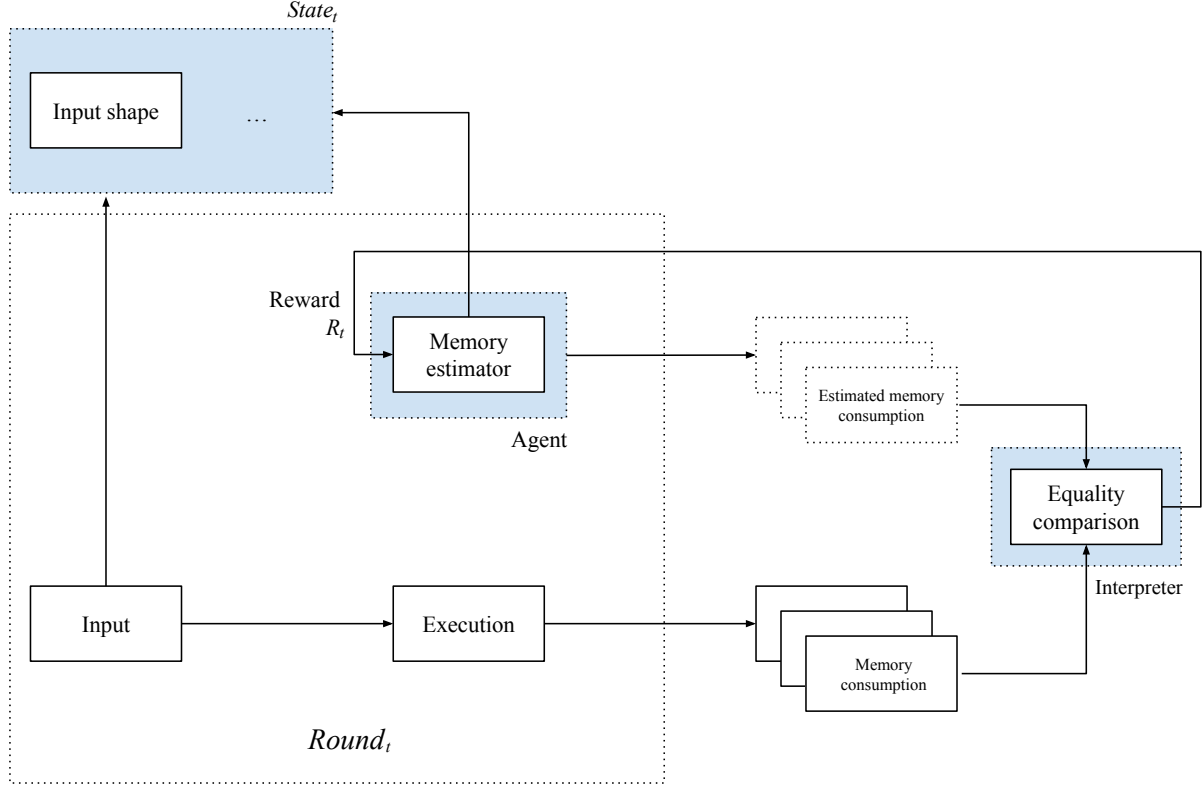 State_t
Input shape
...
Reward
R_t
Memory
estimator
Agent
Estimated memory
consumption
Equality
comparison
Interpreter
Input
Execution
Memory
consumption
Round_t